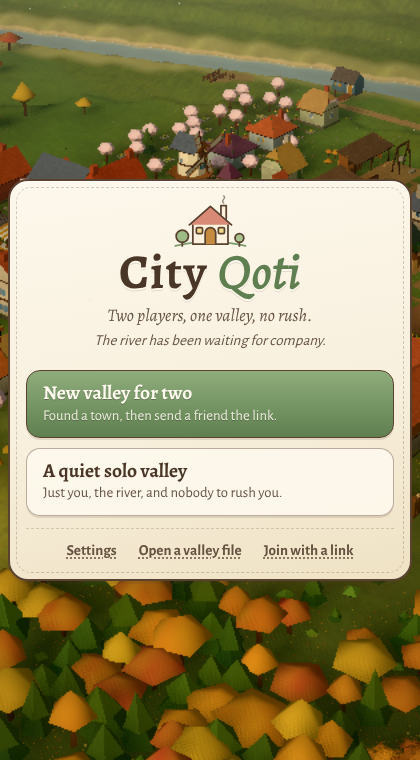 City Qoti
Two players, one valley, no rush.
The river has been waiting for company.
New valley for two
Found a town, then send a friend the link.
A quiet solo valley
Just you, the river, and nobody to rush you.
Settings Open a valley file Join with a link